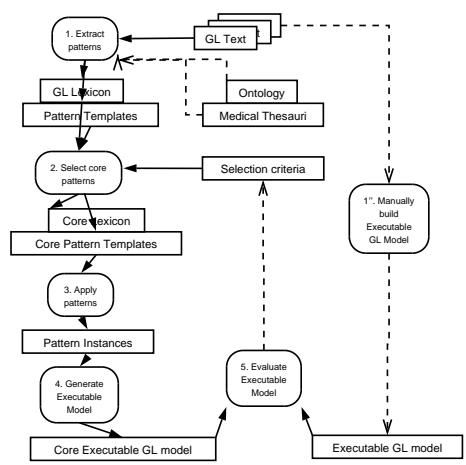 1. Extract
patterns
GL Text
t
GL Lexicon
Pattern Templates
Ontology
Medical Thesauri
2. Select core
patterns
Selection criteria
1". Manually
build
Executable
GL Model
Core Lexicon
Core Pattern Templates
3. Apply
patterns
Pattern Instances
4. Generate
Executable
Model
5. Evaluate
Executable
Model
Core Executable GL model
Executable GL model